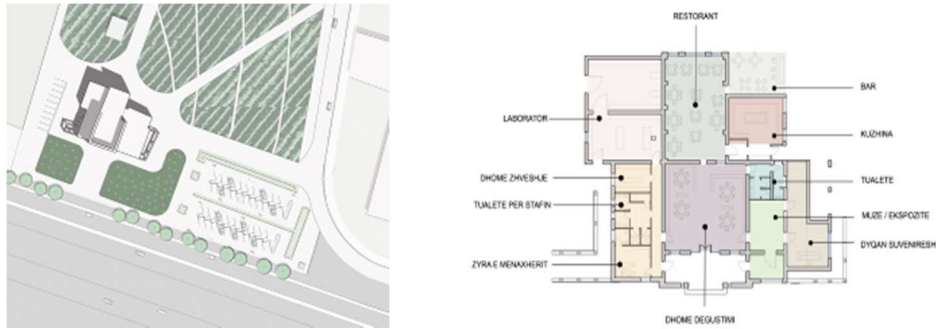 RESTORANT
BAR
LABORATOR
KUZHINA
DHOME ZHVESHJE
TUALETE
TUALETE PER STAFIN
MUZE / EKSPOZITE
DYQAN SUVENIRESH
ZYRA E MENAXHERIT
DHOME DEGUSTIMI